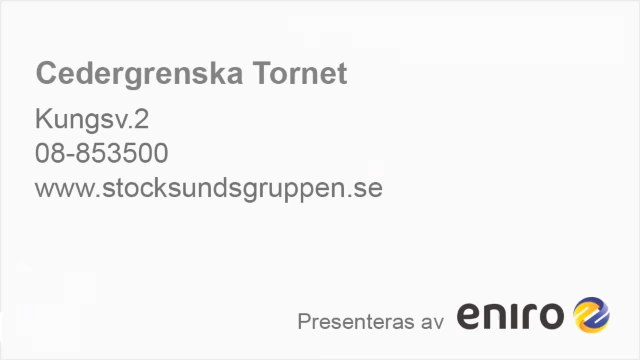 Cedergrenska Tornet
Kungsv.2
08-853500
www.stocksundsgruppen.se
Presenteras av eniro